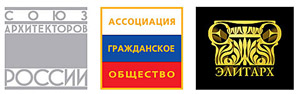 СОЮЗ
АРХИТЕКТОРОВ
РОССИИ
АССОЦИАЦИЯ
ГРАЖДАНСКОЕ
ОБЩЕСТВО
ЭЛИТАРХ